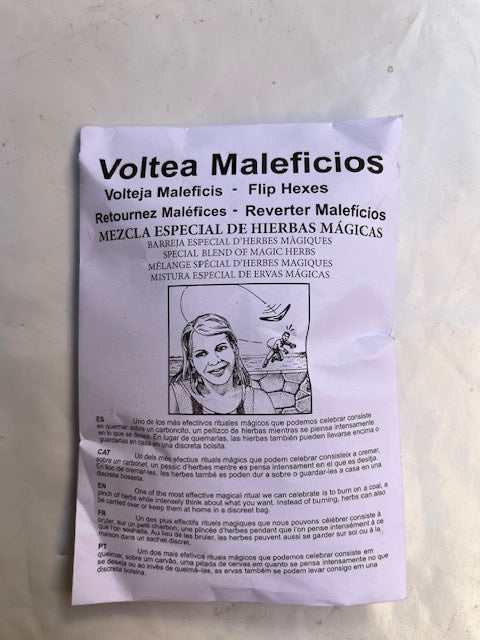 Voltea Maleficios
Volteja Maleficis - Flip Hexes
Retournez Maléfices - Reverter Malefícios
MEZCLA ESPECIAL DE HIERBAS MÁGICAS
BARREJA ESPECIAL D'HERBES MÀGIQUES
SPECIAL BLEND OF MAGIC HERBS
MÉLANGE SPÉCIAL D'HERBES MAGIQUES
MISTURA ESPECIAL DE ERVAS MÁGICAS
ES Uno de los más efectivos rituales mágicos que podemos celebrar consiste
en quemar, sobre un carboncito, un pellizco de hierbas mientras se piensa intensamente
en lo que se desea. En lugar de quemarlas, las hierbas también pueden llevarse encima o
guardarlas en casa en una discreta bolsita.
CAT Un dels més efectius rituals màgics que podem celebrar consisteix a cremar,
sobre un carbonet, un pessic d'herbes mentre es pensa intensament en el que es desitja
En lloc de cremar-les, les herbes també es poden dur a sobre o guardar-les a casa en una
discreta bosseta.
EN One of the most effective magicail ritual we can celebrate is to burn on a coal, a
pinch of herbs while intensely think about what you want. Instead of burning, herbs can also
be carried over or keep them at home in a discreet bag.
FR Un des plus effectifs rituels magiques que nous pouvons célébrer consiste à
bruler, sur un petit charbon, une plincée d'herbes pendant que l'on pense intensément à ce
que l'on souhaite. Au lieu de les bruler, les herbes peuvent aussi se garder sur soi ou à la
maison dans un sachet discret.
PT Um dos mais efetivos rituais mágicos que podemos celebrar consiste em
queimar, sobre um carvão, uma pitada de cervas em quanto se pensa intensamente no que
se deseja ou ao invés de queimá-las, as ervas também se podem levar consigo em uma
discreta bolsina.